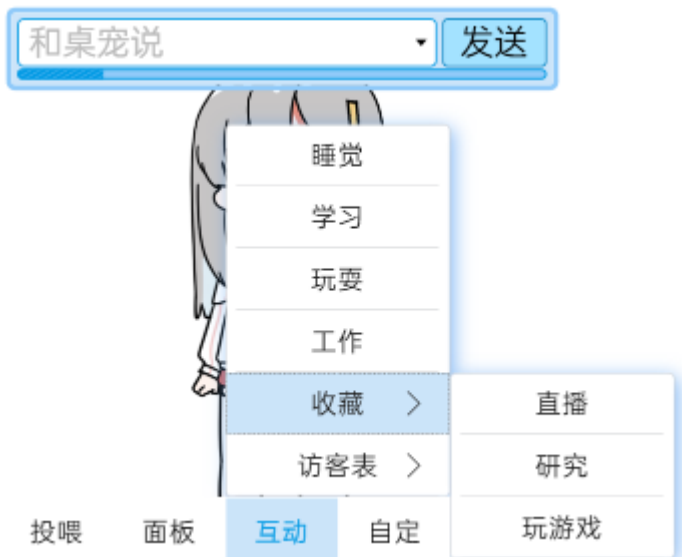 和桌宠说
发送
睡觉
学习
玩耍
工作
收藏
直播
访客表
研究
玩游戏
投喂
面板
互动
自定